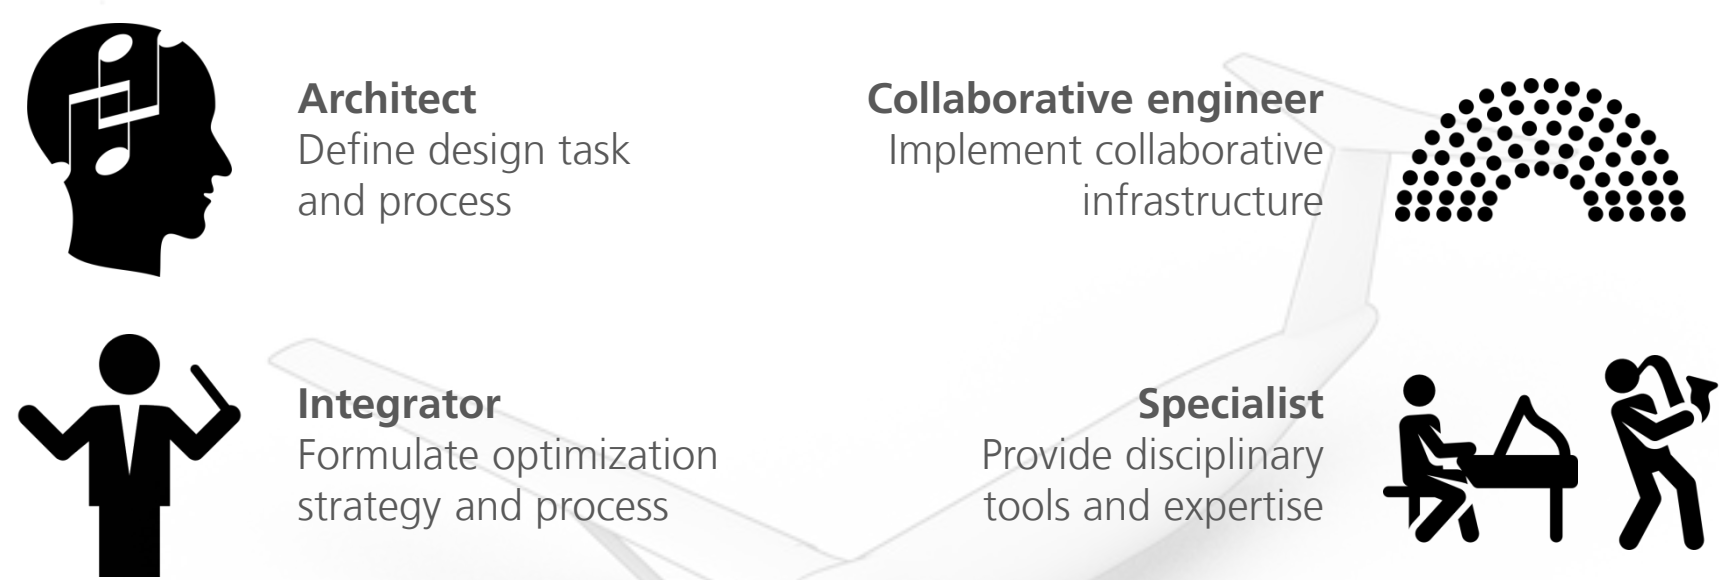 Architect
Define design task
and process
Collaborative engineer
Implement collaborative
infrastructure
Integrator
Formulate optimization
strategy and process
Specialist
Provide disciplinary
tools and expertise